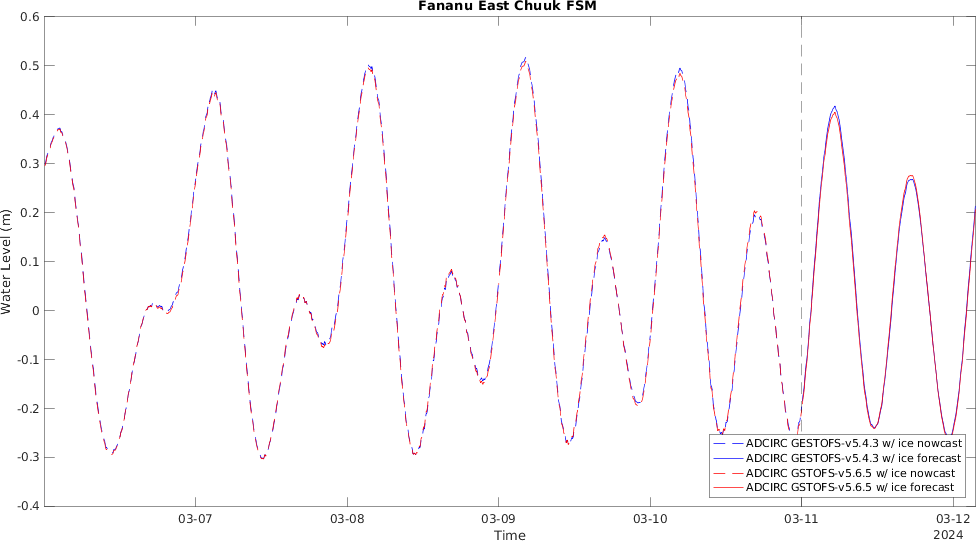 Fananu East Chuuk FSM
0.6
0.5
0.4
0.3
0.2
0.1
0
-0.1
-0.2
-0.3
-0.4
Water Level (m)
ADCIRC GESTOFS-v5.4.3 w/ ice nowcast
ADCIRC GESTOFS-v5.4.3 w/ ice forecast
ADCIRC GSTOFS-v5.6.5 w/ ice nowcast
ADCIRC GSTOFS-v5.6.5 w/ ice forecast
03-07 03-08 03-09 03-10 03-11 03-12
Time 2024